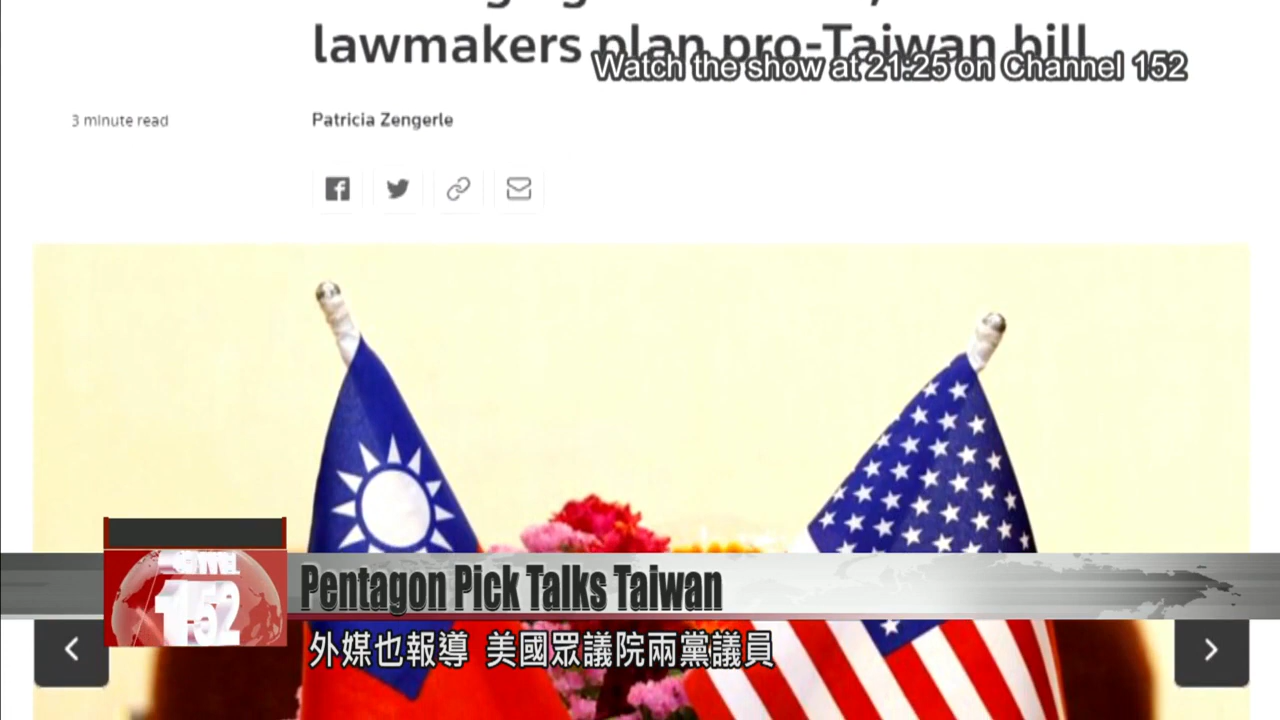 lawmakers plan pro-Taiwan bill
Watch the show at 21:25 on Channel 152
3 minute read
Patricia Zengerle
152
Pentagon Pick Talks Taiwan
外媒也報導 美國眾議院兩黨議員